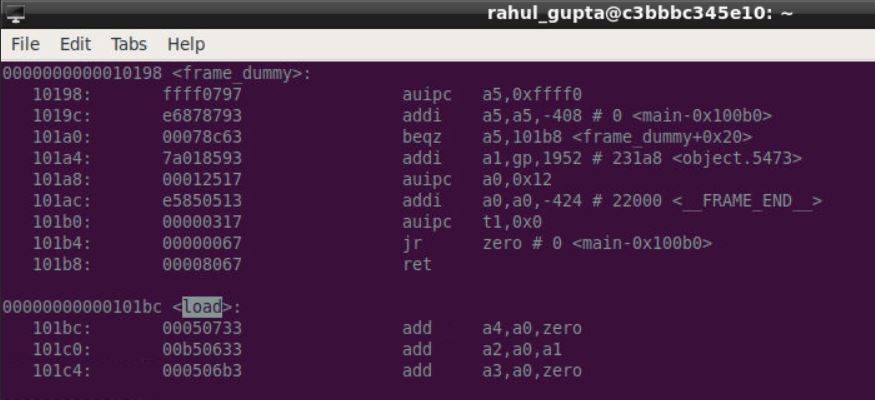 rahul_gupta@c3bbbc345e10: ~
File Edit Tabs Help
0000000000010198 <frame_dummy>:
10198: ffff0797 auipc a5,0xffff0
1019c: e6878793 addi a5,a5,-408 # 0 <main-0x100b0>
101a0: 00078c63 beqz a5,101b8 <frame_dummy+0x20>
101a4: 7a018593 addi a1,gp,1952 # 231a8 <object.5473>
101a8: 00012517 auipc a0,0x12
101ac: e5850513 addi a0,a0,-424 # 22000 <__FRAME_END__>
101b0: 00000317 auipc t1,0x0
101b4: 00000067 jr zero # 0 <main-0x100b0>
101b8: 00008067 ret
00000000000101bc <load>:
101bc: 00050733 add a4,a0,zero
101c0: 00b50633 add a2,a0,a1
101c4: 000506b3 add a3,a0,zero